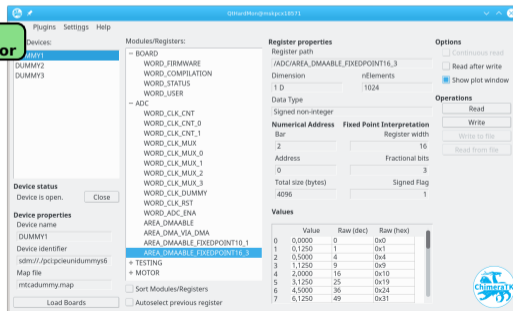 QtHardMon@mskpcx18571
or
Plugins Settings Help
Devices:
DUMMY1
DUMMY2
DUMMY3
Device status
Device is open. Close
Device properties
Device name
DUMMY1
Device identifier
sdm://./pci:pcieunidummys6
Map file
mtcadummy.map
Load Boards
Modules/Registers:
− BOARD
WORD_FIRMWARE
WORD_COMPILATION
WORD_STATUS
WORD_USER
− ADC
WORD_CLK_CNT
WORD_CLK_CNT_0
WORD_CLK_CNT_1
WORD_CLK_MUX
WORD_CLK_MUX_0
WORD_CLK_MUX_1
WORD_CLK_MUX_2
WORD_CLK_MUX_3
WORD_CLK_DUMMY
WORD_CLK_RST
WORD_ADC_ENA
AREA_DMAABLE
AREA_DMA_VIA_DMA
AREA_DMAABLE_FIXEDPOINT10_1
AREA_DMAABLE_FIXEDPOINT16_3
+ TESTING
+ MOTOR
Sort Modules/Registers
Autoselect previous register
Register properties
Register path
/ADC/AREA_DMAABLE_FIXEDPOINT16_3
Dimension nElements
1 D 1024
Data Type
Signed non-integer
Numerical Address Fixed Point Interpretation
Bar Register width
2 16
Address Fractional bits
0 3
Total size (bytes) Signed Flag
4096 1
Values
Value Raw (dec) Raw (hex)
0 0,0000 0 0x0
1 0,1250 1 0x1
2 0,5000 4 0x4
3 1,1250 9 0x9
4 2,0000 16 0x10
5 3,1250 25 0x19
6 4,5000 36 0x24
7 6,1250 49 0x31
Options
Continuous read
Read after write
Show plot window
Operations
Read
Write
Write to file
Read from file
ChimeraTK